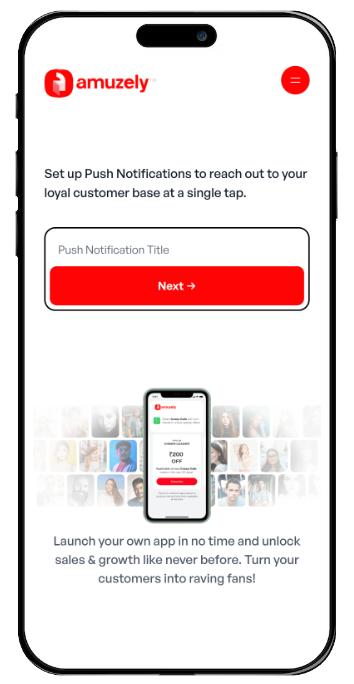 amuzely
Set up Push Notifications to reach out to your
loyal customer base at a single tap.
Push Notification Title
Next →
amuzely
₹200
OFF
Launch your own app in no time and unlock
sales & growth like never before. Turn your
customers into raving fans!